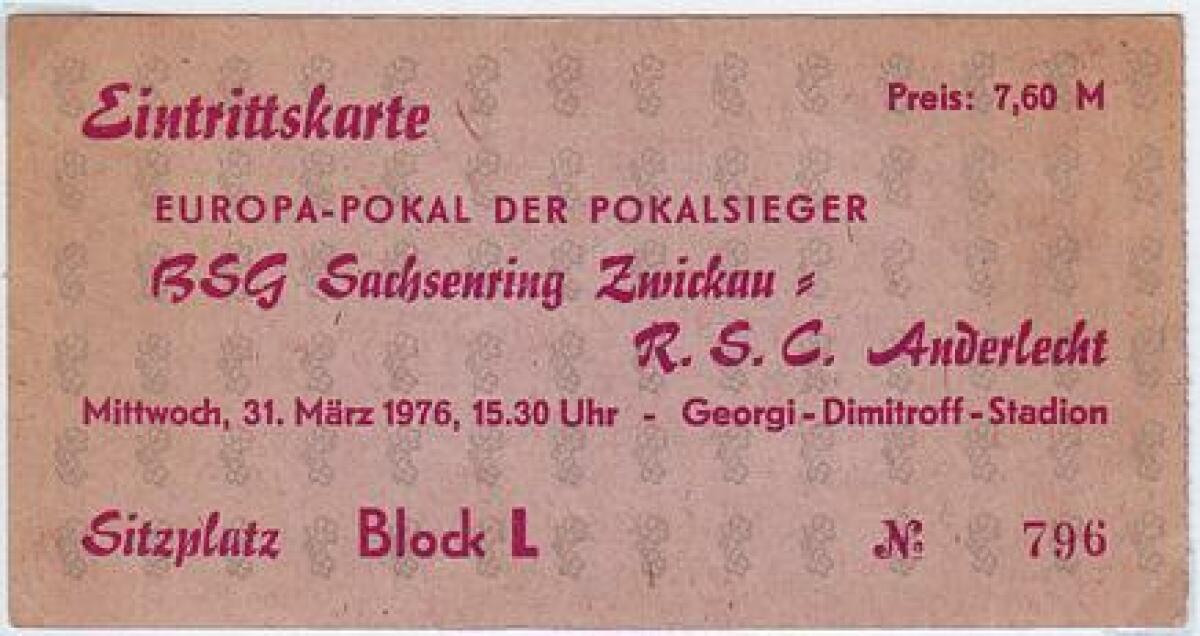 Eintrittskarte
Preis: 7,60 M
EUROPA-POKAL DER POKALSIEGER
BSG Sachsenring Zwickau -
R. S. C. Anderlecht
Mittwoch, 31. März 1976, 15.30 Uhr - Georgi-Dimitroff-Stadion
Sitzplatz Block L № 796